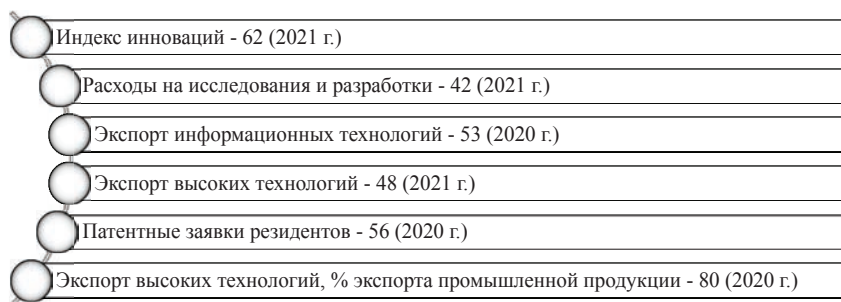 Индекс инноваций - 62 (2021 г.)
Расходы на исследования и разработки - 42 (2021 г.)
Экспорт информационных технологий - 53 (2020 г.)
Экспорт высоких технологий - 48 (2021 г.)
Патентные заявки резидентов - 56 (2020 г.)
Экспорт высоких технологий, % экспорта промышленной продукции - 80 (2020 г.)